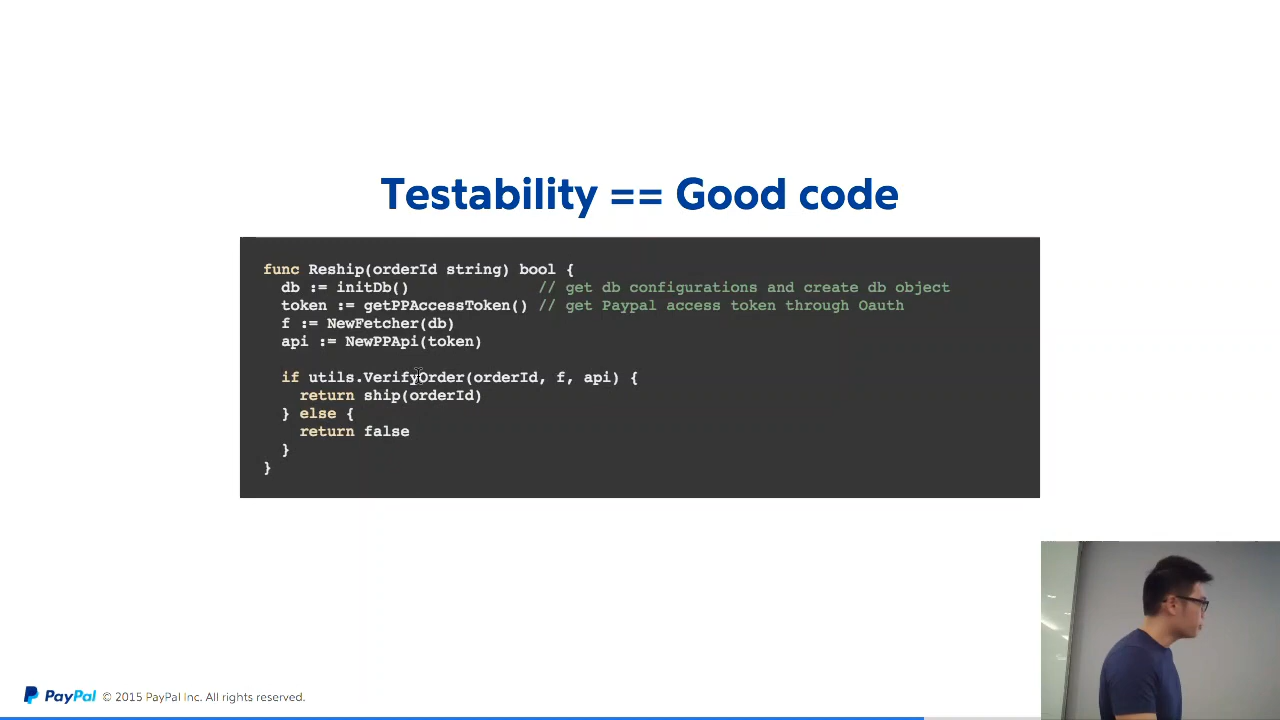 Testability == Good code
func Reship(orderId string) bool {
  db := initDb()              // get db configurations and create db object
  token := getPPAccessToken() // get Paypal access token through Oauth
  f := NewFetcher(db)
  api := NewPPApi(token)

  if utils.VerifyOrder(orderId, f, api) {
    return ship(orderId)
  } else {
    return false
  }
}
PayPal © 2015 PayPal Inc. All rights reserved.